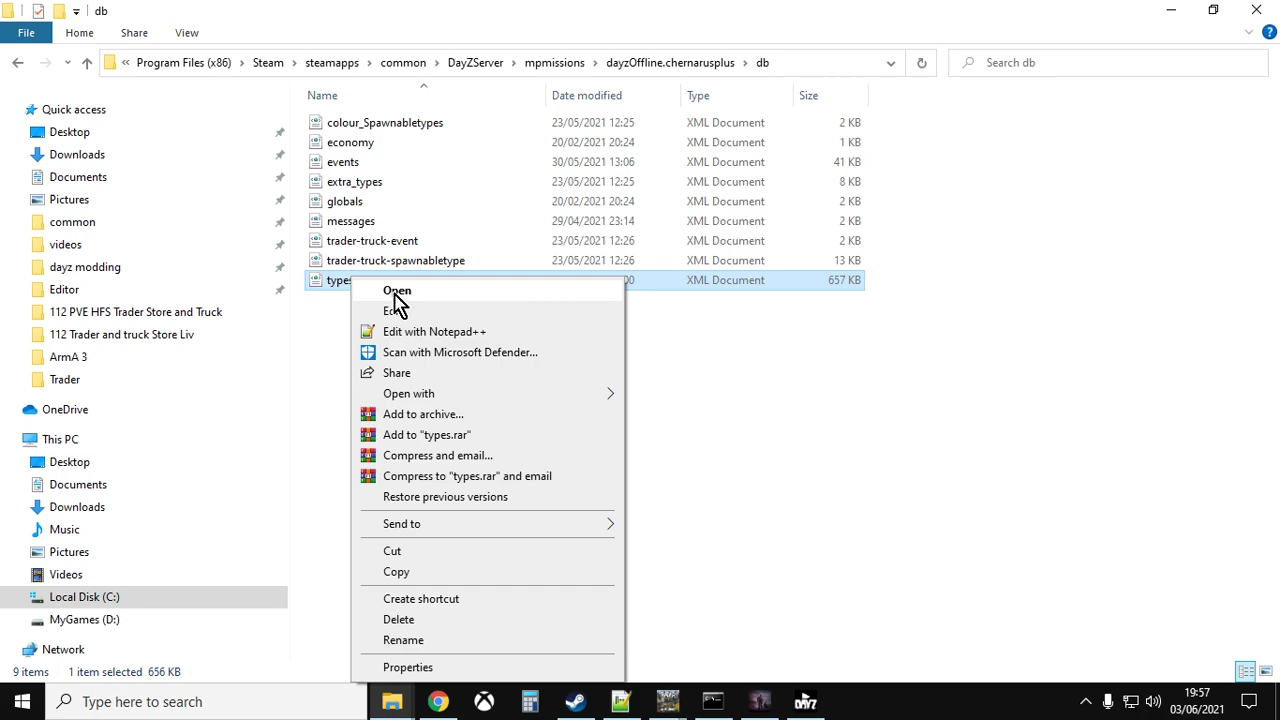 db
File Home Share View
« Program Files (x86) > Steam > steamapps > common > DayZServer > mpmissions > dayzOffline.chernarusplus > db
Search db
Name Date modified Type Size
Quick access
Desktop
Downloads
Documents
Pictures
common
videos
dayz modding
Editor
112 PVE HFS Trader Store and Truck
112 Trader and truck Store Liv
ArmA 3
Trader
OneDrive
This PC
Desktop
Documents
Downloads
Music
Pictures
Videos
Local Disk (C:)
MyGames (D:)
Network
colour_Spawnabletypes 23/05/2021 12:25 XML Document 2 KB
economy 20/02/2021 20:24 XML Document 1 KB
events 30/05/2021 13:06 XML Document 41 KB
extra_types 23/05/2021 12:25 XML Document 8 KB
globals 20/02/2021 20:24 XML Document 2 KB
messages 29/04/2021 23:14 XML Document 2 KB
trader-truck-event 23/05/2021 12:26 XML Document 2 KB
trader-truck-spawnabletype 23/05/2021 12:26 XML Document 13 KB
types 00 XML Document 657 KB
Open
Edit with Notepad++
Scan with Microsoft Defender...
Share
Open with
Add to archive...
Add to "types.rar"
Compress and email...
Compress to "types.rar" and email
Restore previous versions
Send to
Cut
Copy
Create shortcut
Delete
Rename
Properties
9 items 1 item selected 656 KB
Type here to search
DAYZ
19:57
03/06/2021